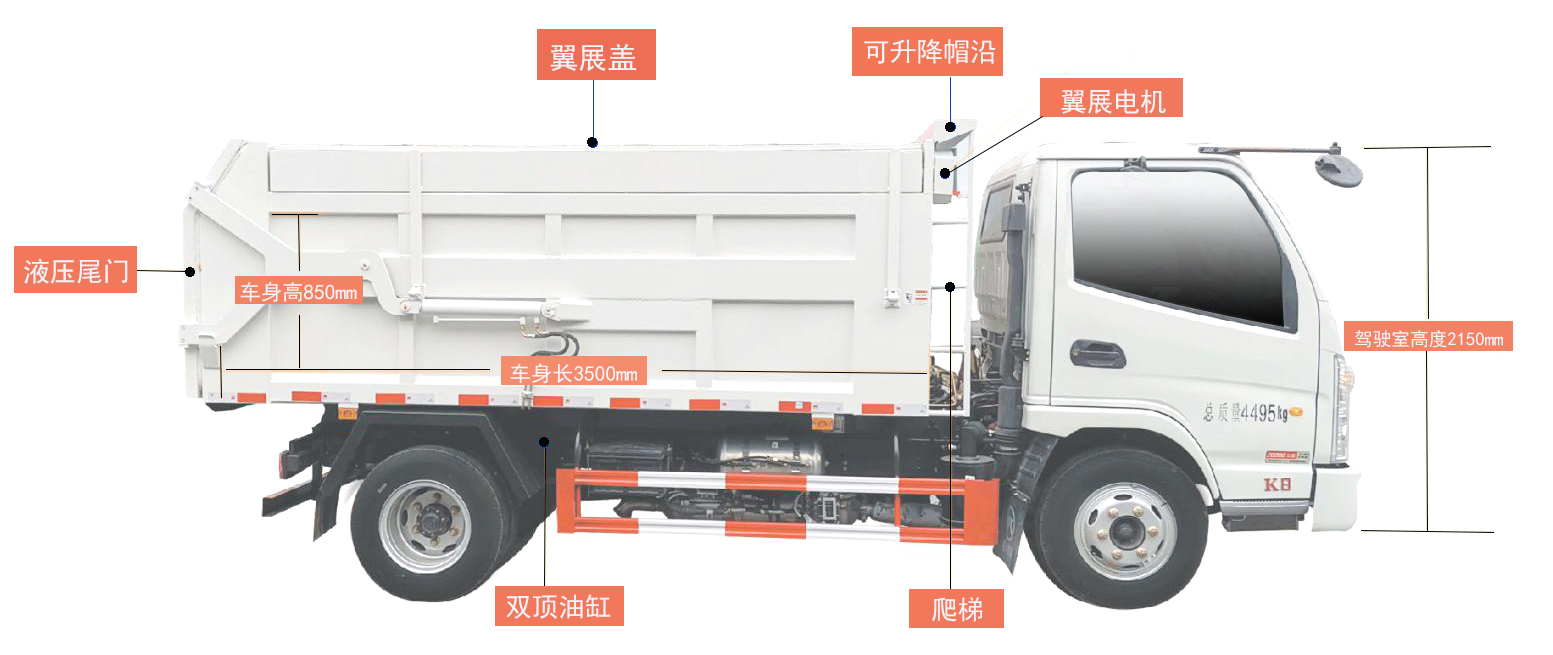 翼展盖
可升降帽沿
翼展电机
液压尾门
车身高850mm
车身长3500mm
驾驶室高度2150mm
总质量4495kg
K8
双顶油缸
爬梯